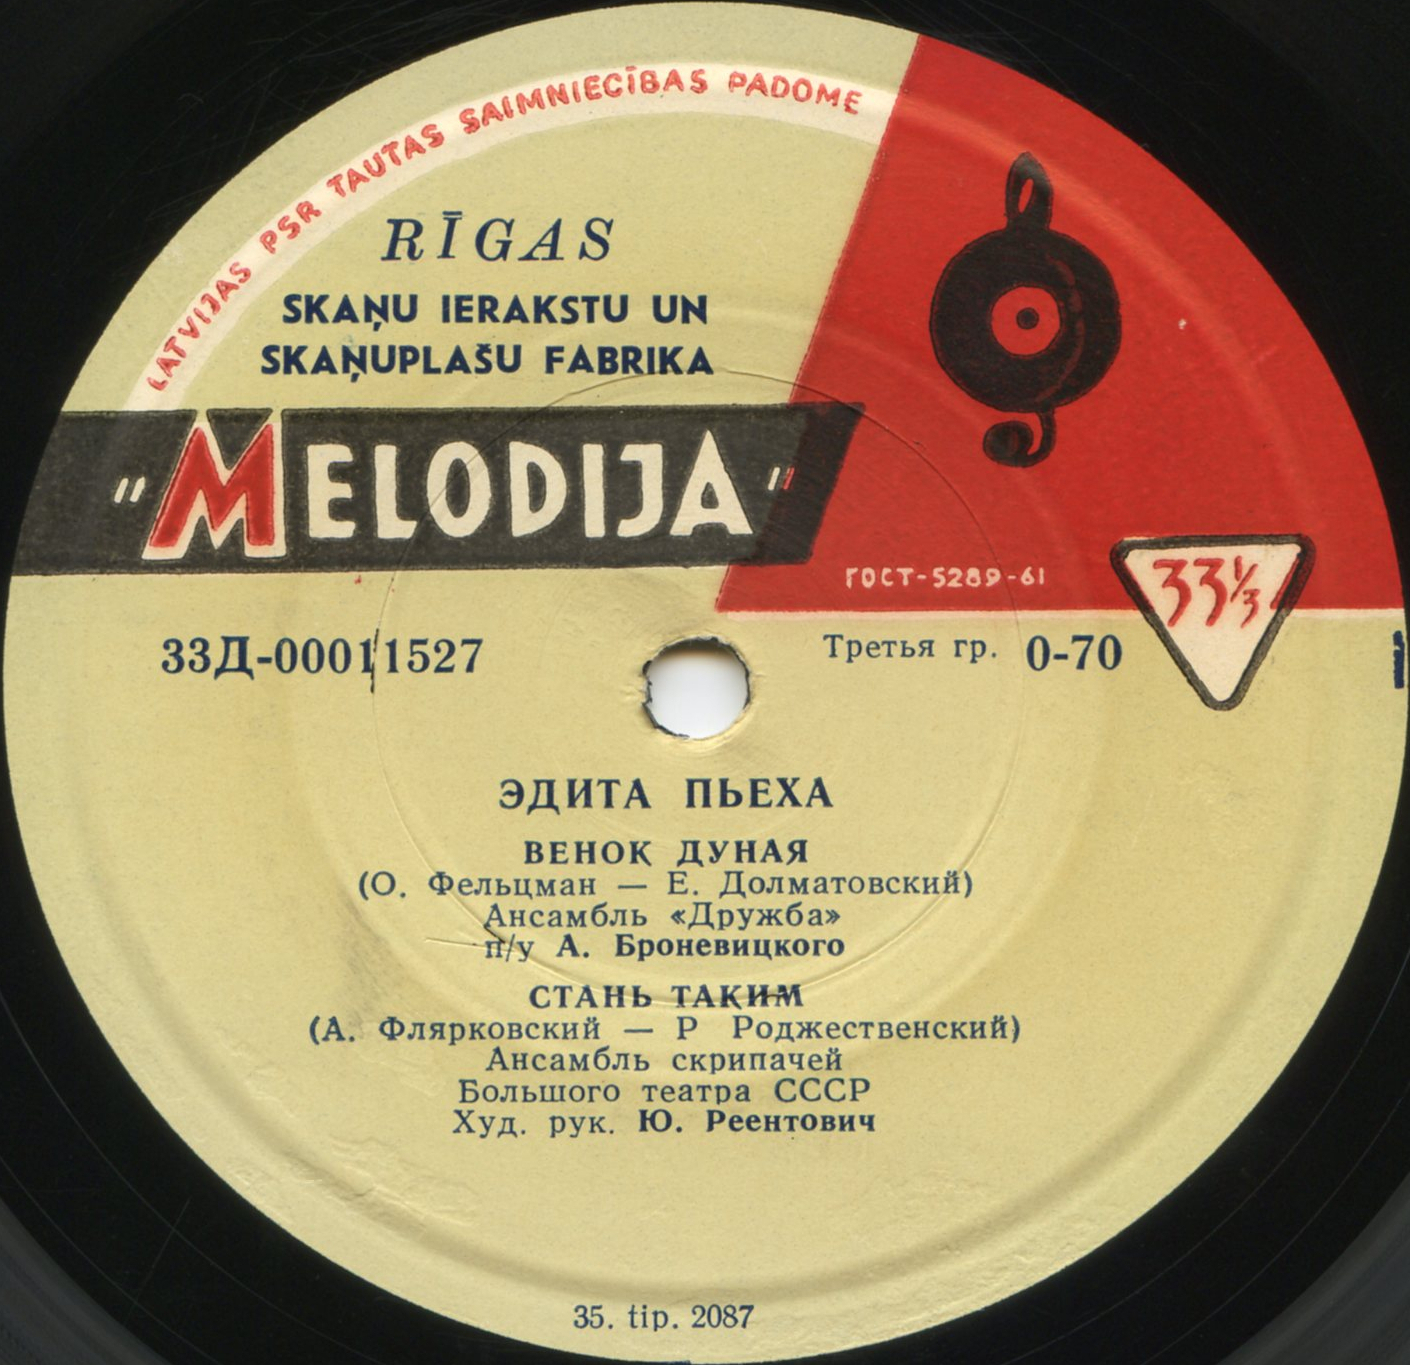 LATVIJAS PSR TAUTAS SAIMNIECĪBAS PADOME
RĪGAS
SKAŅU IERAKSTU UN
SKAŅUPLAŠU FABRIKA
"MELODIJA"
ГОСТ-5289-61
33⅓
33Д-00011527
Третья гр. 0-70
ЭДИТА ПЬЕХА
ВЕНОК ДУНАЯ
(О. Фельцман — Е. Долматовский)
Ансамбль «Дружба»
п/у А. Броневицкого
СТАНЬ ТАКИМ
(А. Флярковский — Р Роджественский)
Ансамбль скрипачей
Большого театра СССР
Худ. рук. Ю. Реентович
35. tip. 2087